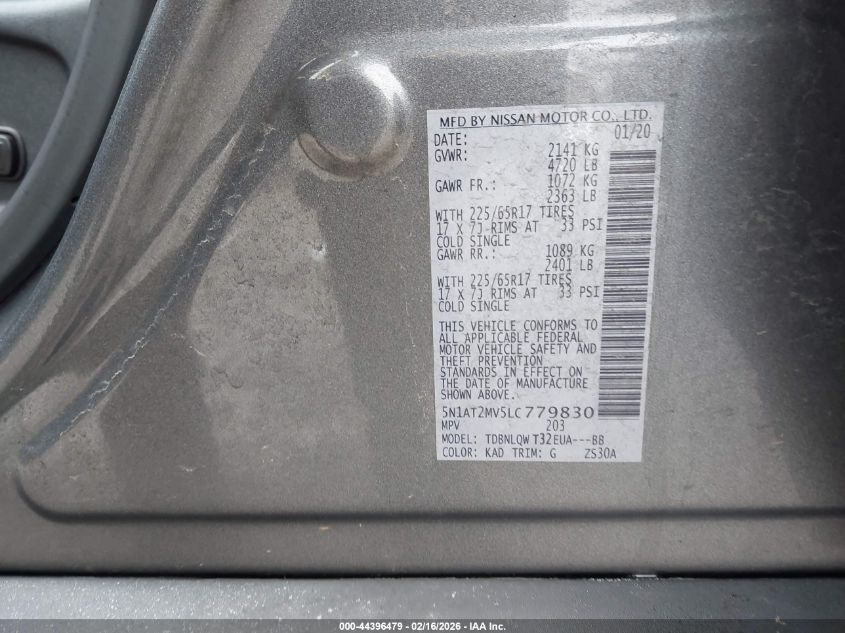 MFD BY NISSAN MOTOR CO., LTD.
DATE: 01/20
GVWR: 2141 KG
4720 LB
GAWR FR.: 1072 KG
2363 LB
WITH 225/65R17 TIRES
17 X 7J RIMS AT 33 PSI
COLD SINGLE
GAWR RR.: 1089 KG
2401 LB
WITH 225/65R17 TIRES
17 X 7J RIMS AT 33 PSI
COLD SINGLE
THIS VEHICLE CONFORMS TO
ALL APPLICABLE FEDERAL
MOTOR VEHICLE SAFETY AND
THEFT PREVENTION
STANDARDS IN EFFECT ON
THE DATE OF MANUFACTURE
SHOWN ABOVE.
5N1AT2MV5LC779830
MPV 203
MODEL: TDBNLQW T32EUA---BB
COLOR: KAD TRIM: G ZS30A
000-44396479 - 02/16/2026 - IAA Inc.